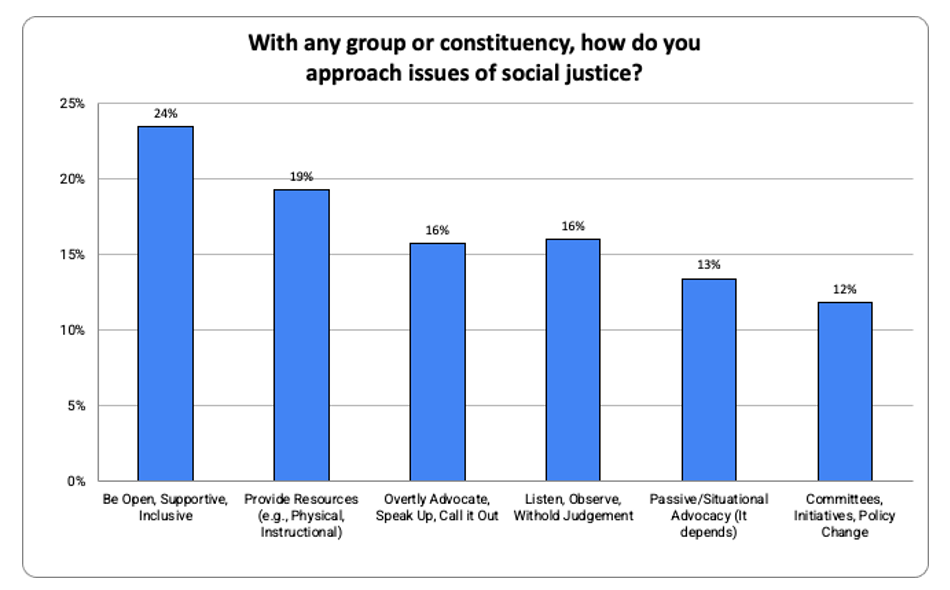 With any group or constituency, how do you
approach issues of social justice?
25%
20%
15%
10%
5%
0%
24%
19%
16%
16%
13%
12%
Be Open, Supportive,
Inclusive
Provide Resources
(e.g., Physical,
Instructional)
Overtly Advocate,
Speak Up, Call it Out
Listen, Observe,
Withold Judgement
Passive/Situational
Advocacy (It
depends)
Committees,
Initiatives, Policy
Change